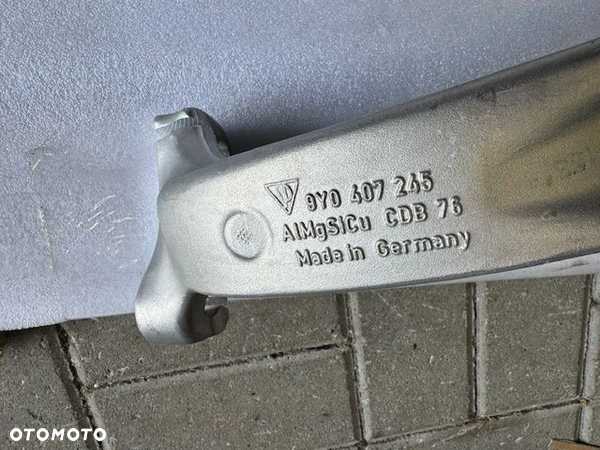 9Y0 407 245
AlMgSiCu CDB 76
Made in Germany
OTOMOTO